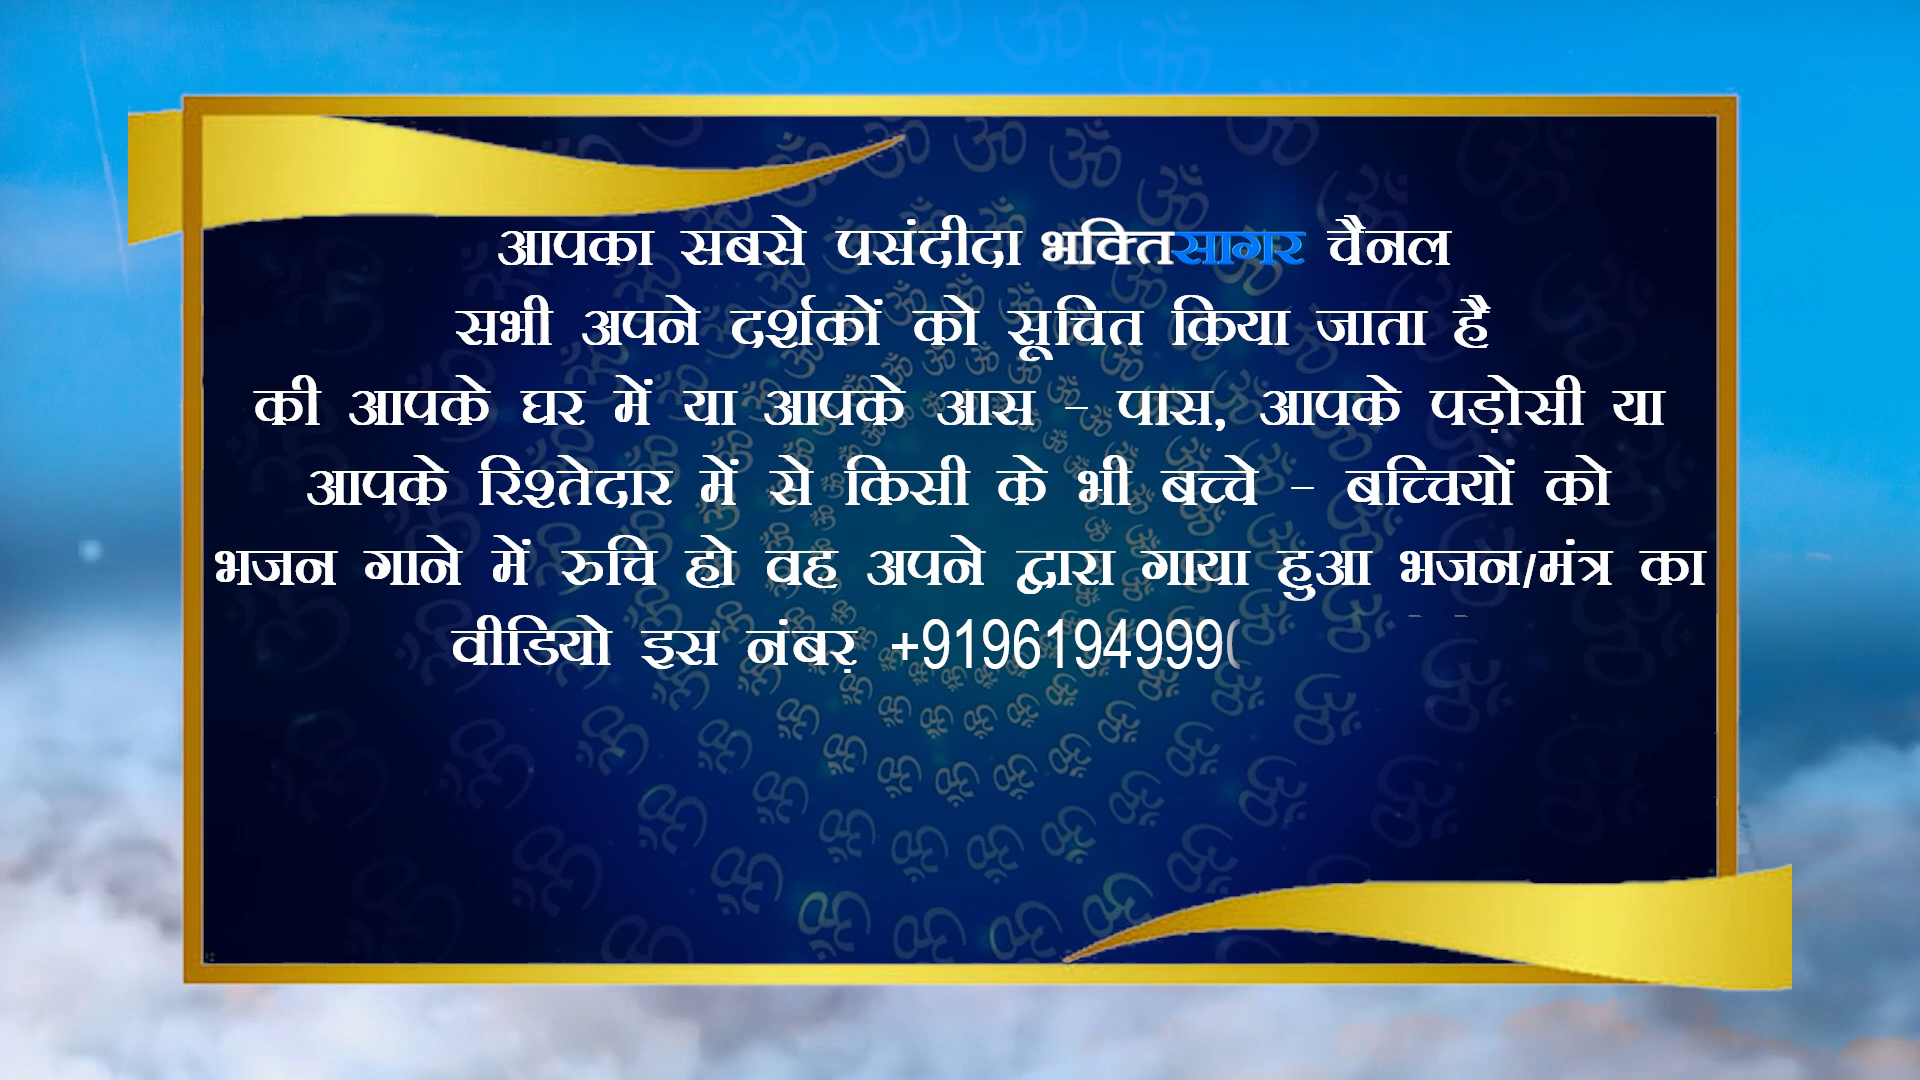 आपका सबसे पसंदीदा भक्तिसागर चैनल
सभी अपने दर्शकों को सूचित किया जाता है
की आपके घर में या आपके आस - पास, आपके पड़ोसी या
आपके रिश्तेदार में से किसी के भी बच्चे - बच्चियों को
भजन गाने में रुचि हो वह अपने द्वारा गाया हुआ भजन/मंत्र का
वीडियो इस नंबऱ +9196194999